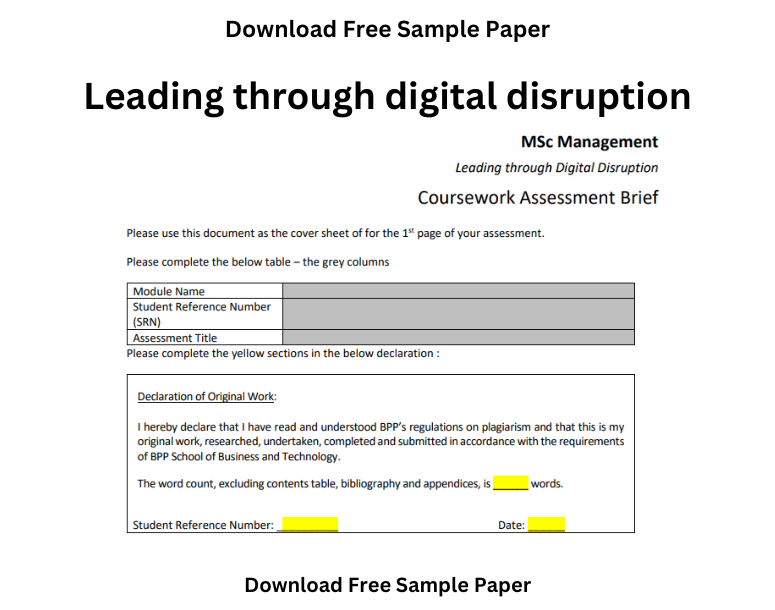 Download Free Sample Paper
Leading through digital disruption
MSc Management
Leading through Digital Disruption
Coursework Assessment Brief
Please use this document as the cover sheet of for the 1st page of your assessment.
Please complete the below table – the grey columns
Module Name
Student Reference Number
(SRN)
Assessment Title
Please complete the yellow sections in the below declaration :
Declaration of Original Work:
I hereby declare that I have read and understood BPP's regulations on plagiarism and that this is my
original work, researched, undertaken, completed and submitted in accordance with the requirements
of BPP School of Business and Technology.
The word count, excluding contents table, bibliography and appendices, is _____ words.
Student Reference Number: ________ Date: _____
Download Free Sample Paper